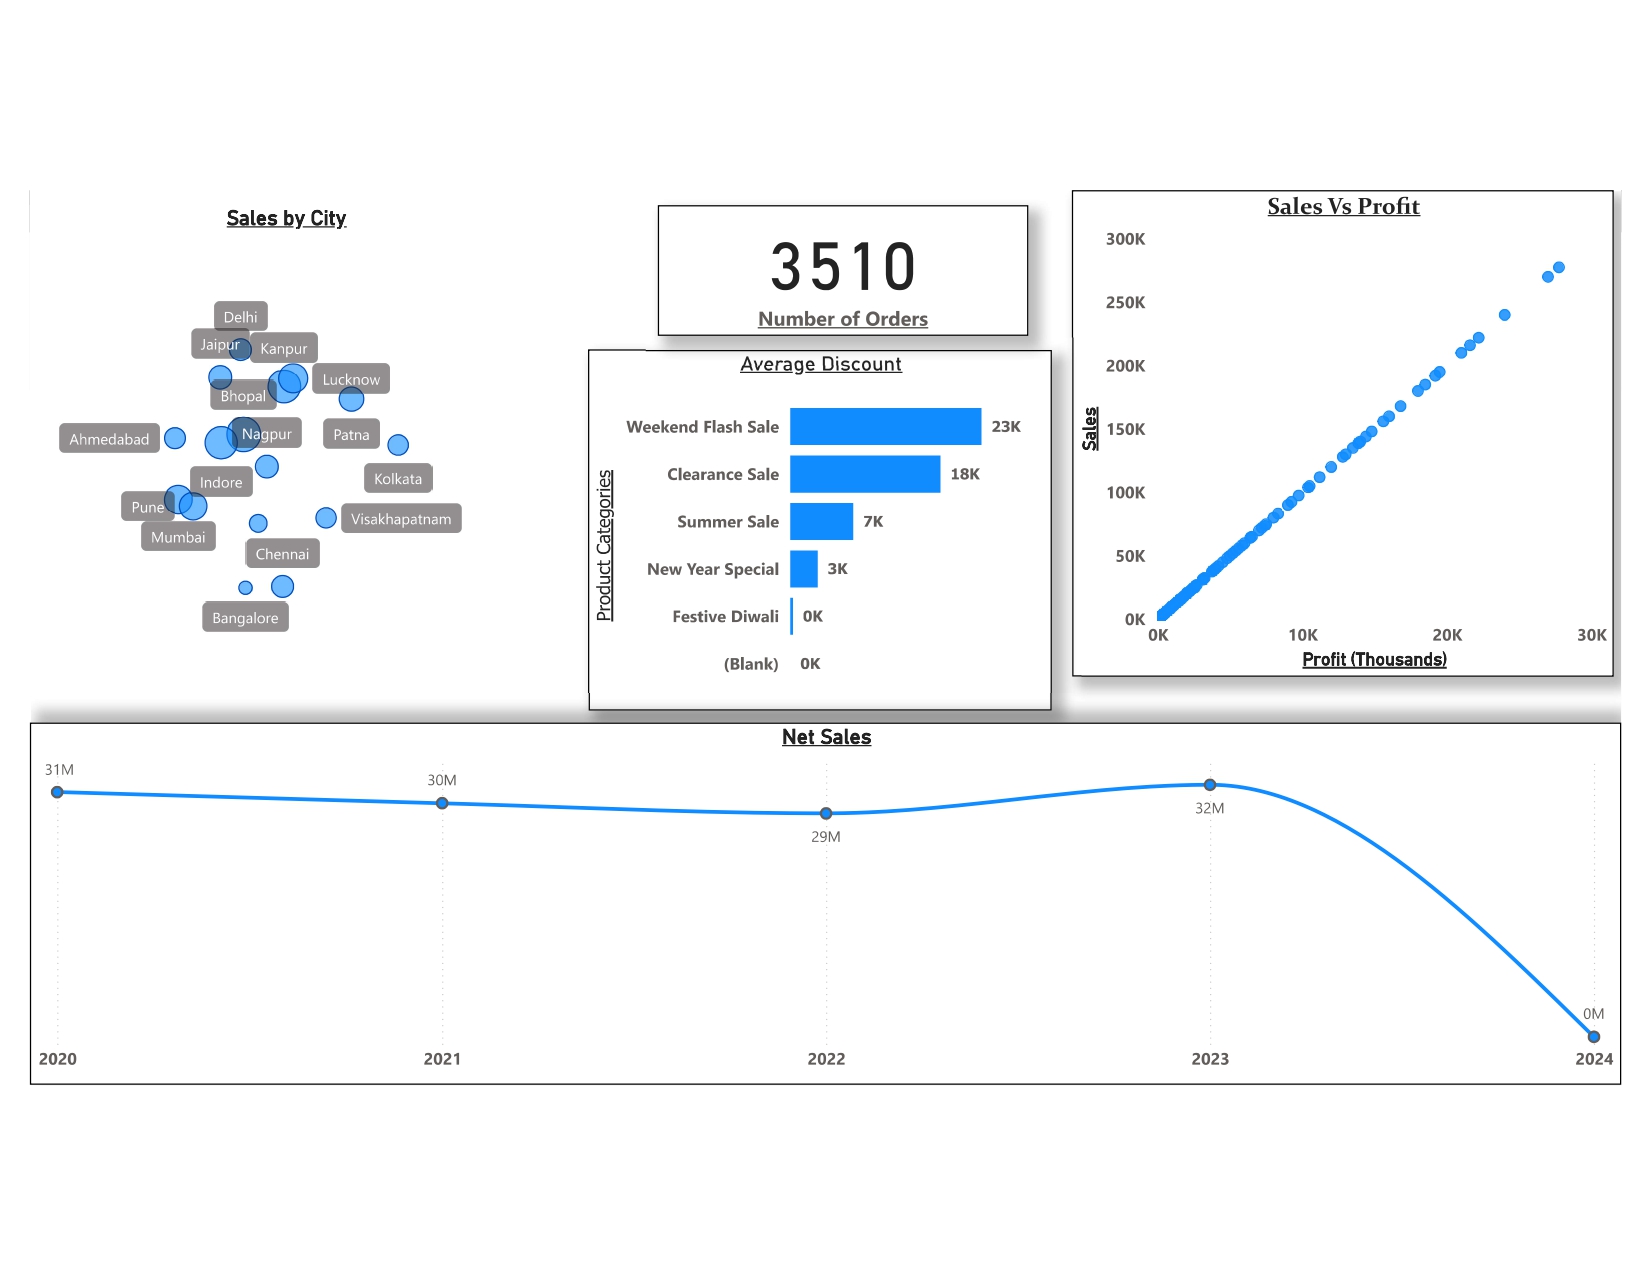 Sales by City
Delhi
Jaipur
Kanpur
Lucknow
Bhopal
Ahmedabad
Nagpur
Patna
Indore
Kolkata
Pune
Mumbai
Visakhapatnam
Chennai
Bangalore
3510
Number of Orders
Average Discount
Product Categories
Weekend Flash Sale 23K
Clearance Sale 18K
Summer Sale 7K
New Year Special 3K
Festive Diwali 0K
(Blank) 0K
Sales Vs Profit
Sales
300K
250K
200K
150K
100K
50K
0K
0K 10K 20K 30K
Profit (Thousands)
Net Sales
31M
30M
29M
32M
0M
2020 2021 2022 2023 2024